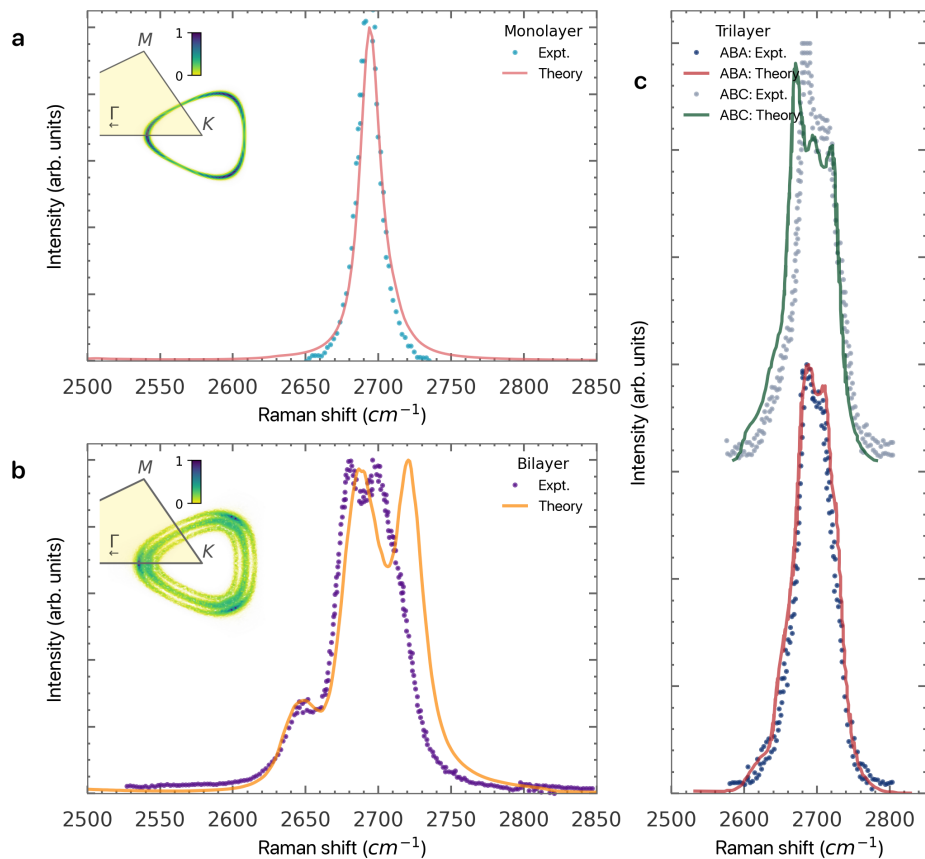 a
M
1
0
Γ
←
K
Monolayer
Expt.
Theory
Intensity (arb. units)
2500 2550 2600 2650 2700 2750 2800 2850
Raman shift (cm⁻¹)
b
M
1
0
Γ
←
K
Bilayer
Expt.
Theory
Intensity (arb. units)
2500 2550 2600 2650 2700 2750 2800 2850
Raman shift (cm⁻¹)
c
Trilayer
ABA: Expt.
ABA: Theory
ABC: Expt.
ABC: Theory
Intensity (arb. units)
2500 2600 2700 2800
Raman shift (cm⁻¹)